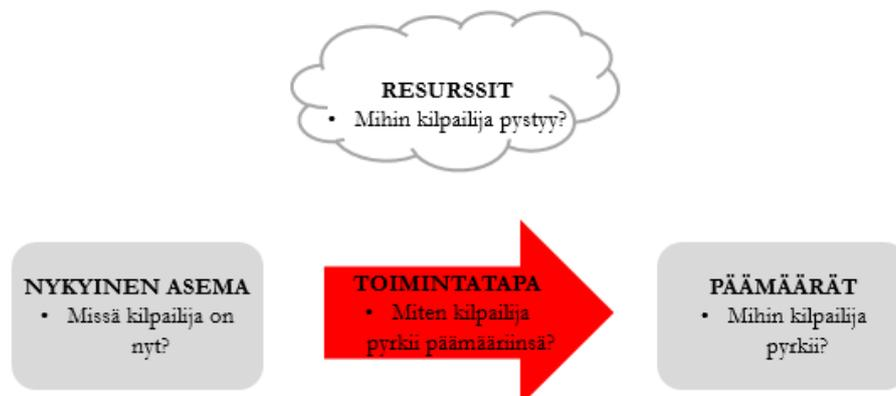 RESURSSIT
• Mihin kilpailija pystyy?
NYKYINEN ASEMA
• Missä kilpailija on
nyt?
TOIMINTATAPA
• Miten kilpailija
pyrkii päämääriinsä?
PÄÄMÄÄRÄT
• Mihin kilpailija
pyrkii?